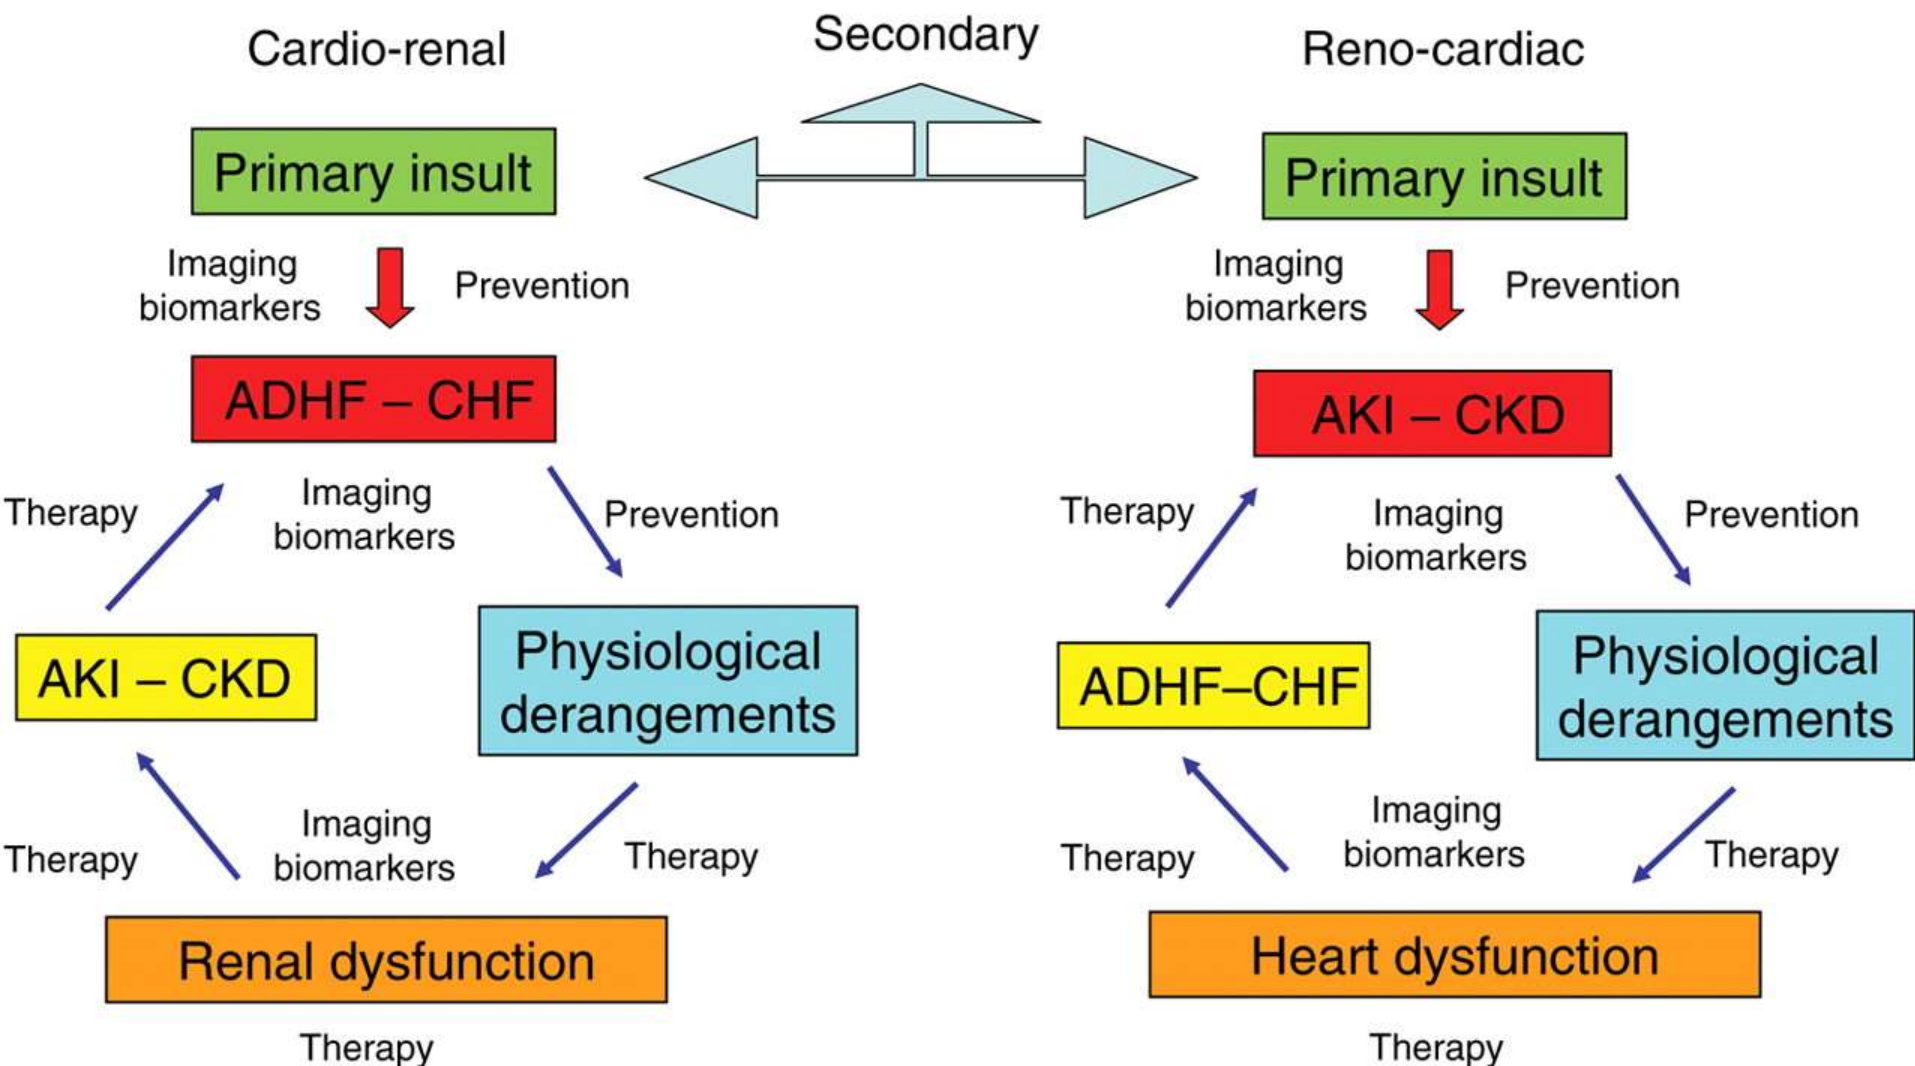 Cardio-renal
Secondary
Reno-cardiac
Primary insult
Primary insult
Imaging
biomarkers
Prevention
Imaging
biomarkers
Prevention
ADHF – CHF
AKI – CKD
Therapy
Imaging
biomarkers
Prevention
Therapy
Imaging
biomarkers
Prevention
AKI – CKD
Physiological
derangements
ADHF–CHF
Physiological
derangements
Therapy
Imaging
biomarkers
Therapy
Therapy
Imaging
biomarkers
Therapy
Renal dysfunction
Heart dysfunction
Therapy
Therapy